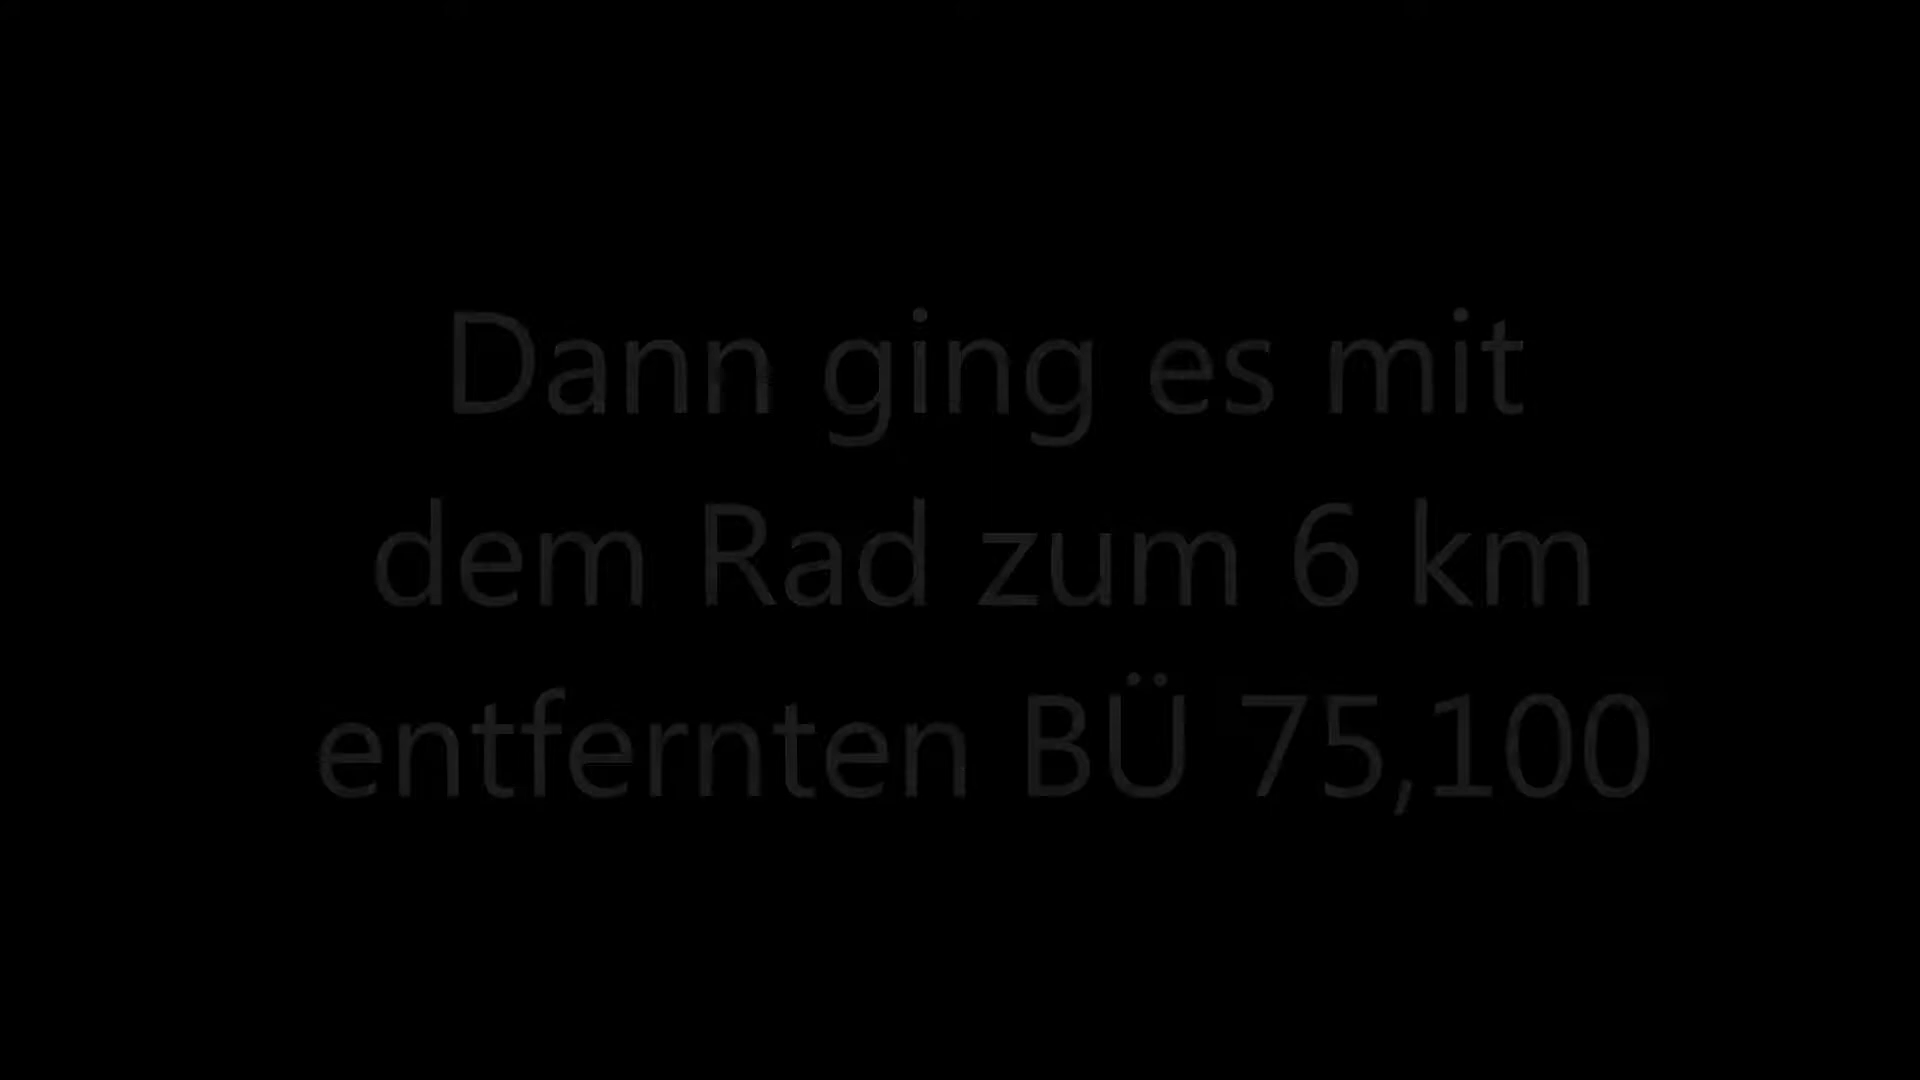 Dann ging es mit
dem Rad zum 6 km
entfernten BÜ 75,100